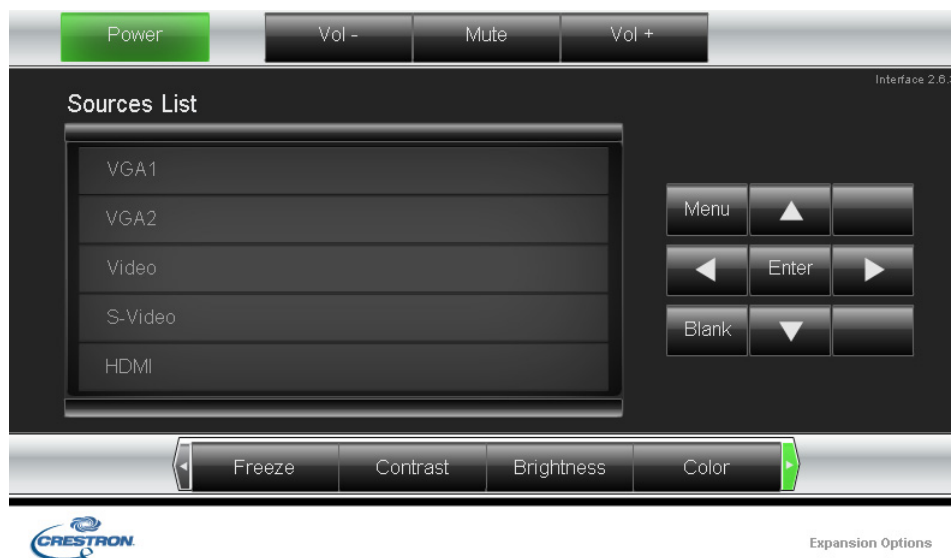 Power Vol - Mute Vol +
Interface 2.6.
Sources List
VGA1
VGA2
Video
S-Video
HDMI
Menu
Enter
Blank
Freeze Contrast Brightness Color
CRESTRON
Expansion Options